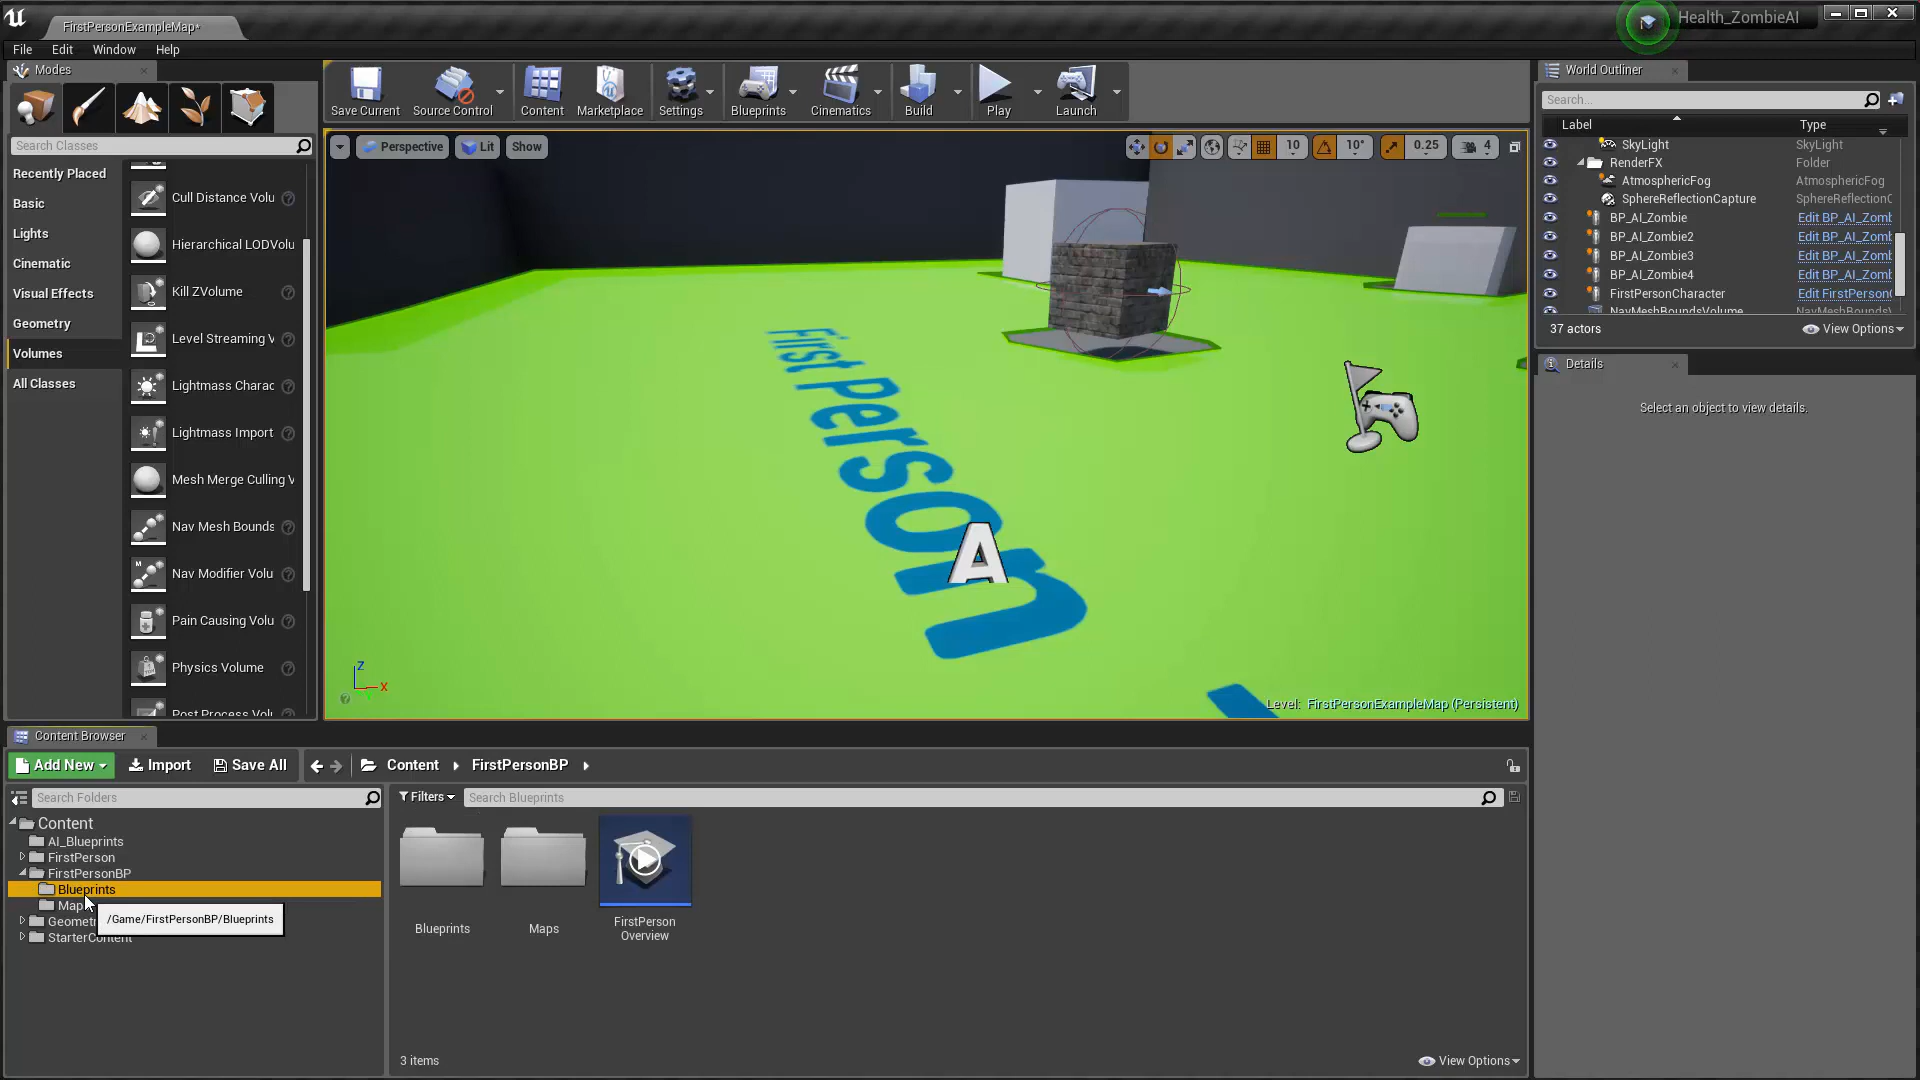 FirstPersonExampleMap*
Health_ZombieAI
File Edit Window Help
Modes
Search Classes
Recently Placed
Basic
Lights
Cinematic
Visual Effects
Geometry
Volumes
All Classes
Cull Distance Volu
Hierarchical LODVolu
Kill ZVolume
Level Streaming V
Lightmass Charac
Lightmass Import
Mesh Merge Culling V
Nav Mesh Bounds
Nav Modifier Volu
Pain Causing Volu
Physics Volume
Post Process Volu
Save Current
Source Control
Content
Marketplace
Settings
Blueprints
Cinematics
Build
Play
Launch
Perspective
Lit
Show
10
10°
0.25
4
First Person
A
Z
X
Level: FirstPersonExampleMap (Persistent)
World Outliner
Search...
Label Type
SkyLight SkyLight
RenderFX Folder
AtmosphericFog AtmosphericFog
SphereReflectionCapture SphereReflectionC
BP_AI_Zombie Edit BP_AI_Zomb
BP_AI_Zombie2 Edit BP_AI_Zomb
BP_AI_Zombie3 Edit BP_AI_Zomb
BP_AI_Zombie4 Edit BP_AI_Zomb
FirstPersonCharacter Edit FirstPerson
NavMeshBoundsVolume NavMeshBounds
37 actors
View Options
Details
Select an object to view details.
Content Browser
Add New
Import
Save All
Content
FirstPersonBP
Search Folders
Filters
Search Blueprints
Content
AI_Blueprints
FirstPerson
FirstPersonBP
Blueprints
Map
/Game/FirstPersonBP/Blueprints
Geometr
StarterContent
Blueprints
Maps
FirstPerson
Overview
3 items
View Options